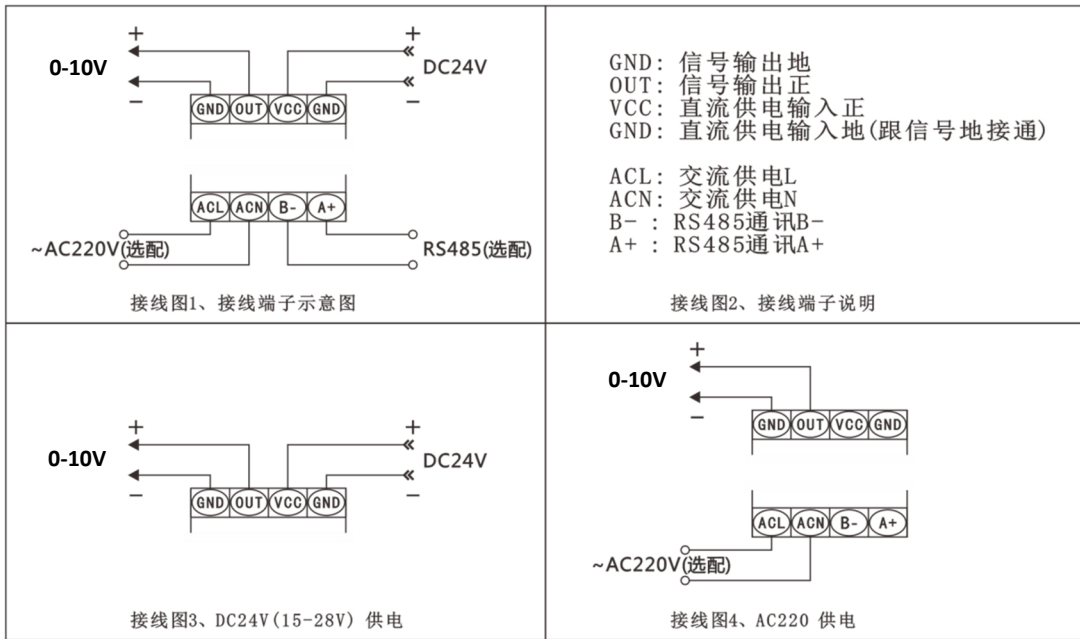 + +
0-10V DC24V
− −
GND OUT VCC GND
ACL ACN B- A+
~AC220V(选配) RS485(选配)
接线图1、接线端子示意图
GND: 信号输出地
OUT: 信号输出正
VCC: 直流供电输入正
GND: 直流供电输入地(跟信号地接通)
ACL: 交流供电L
ACN: 交流供电N
B- : RS485通讯B-
A+ : RS485通讯A+
接线图2、接线端子说明
+ +
0-10V DC24V
− −
GND OUT VCC GND
接线图3、DC24V(15-28V) 供电
+
0-10V
−
GND OUT VCC GND
ACL ACN B- A+
~AC220V(选配)
接线图4、AC220 供电